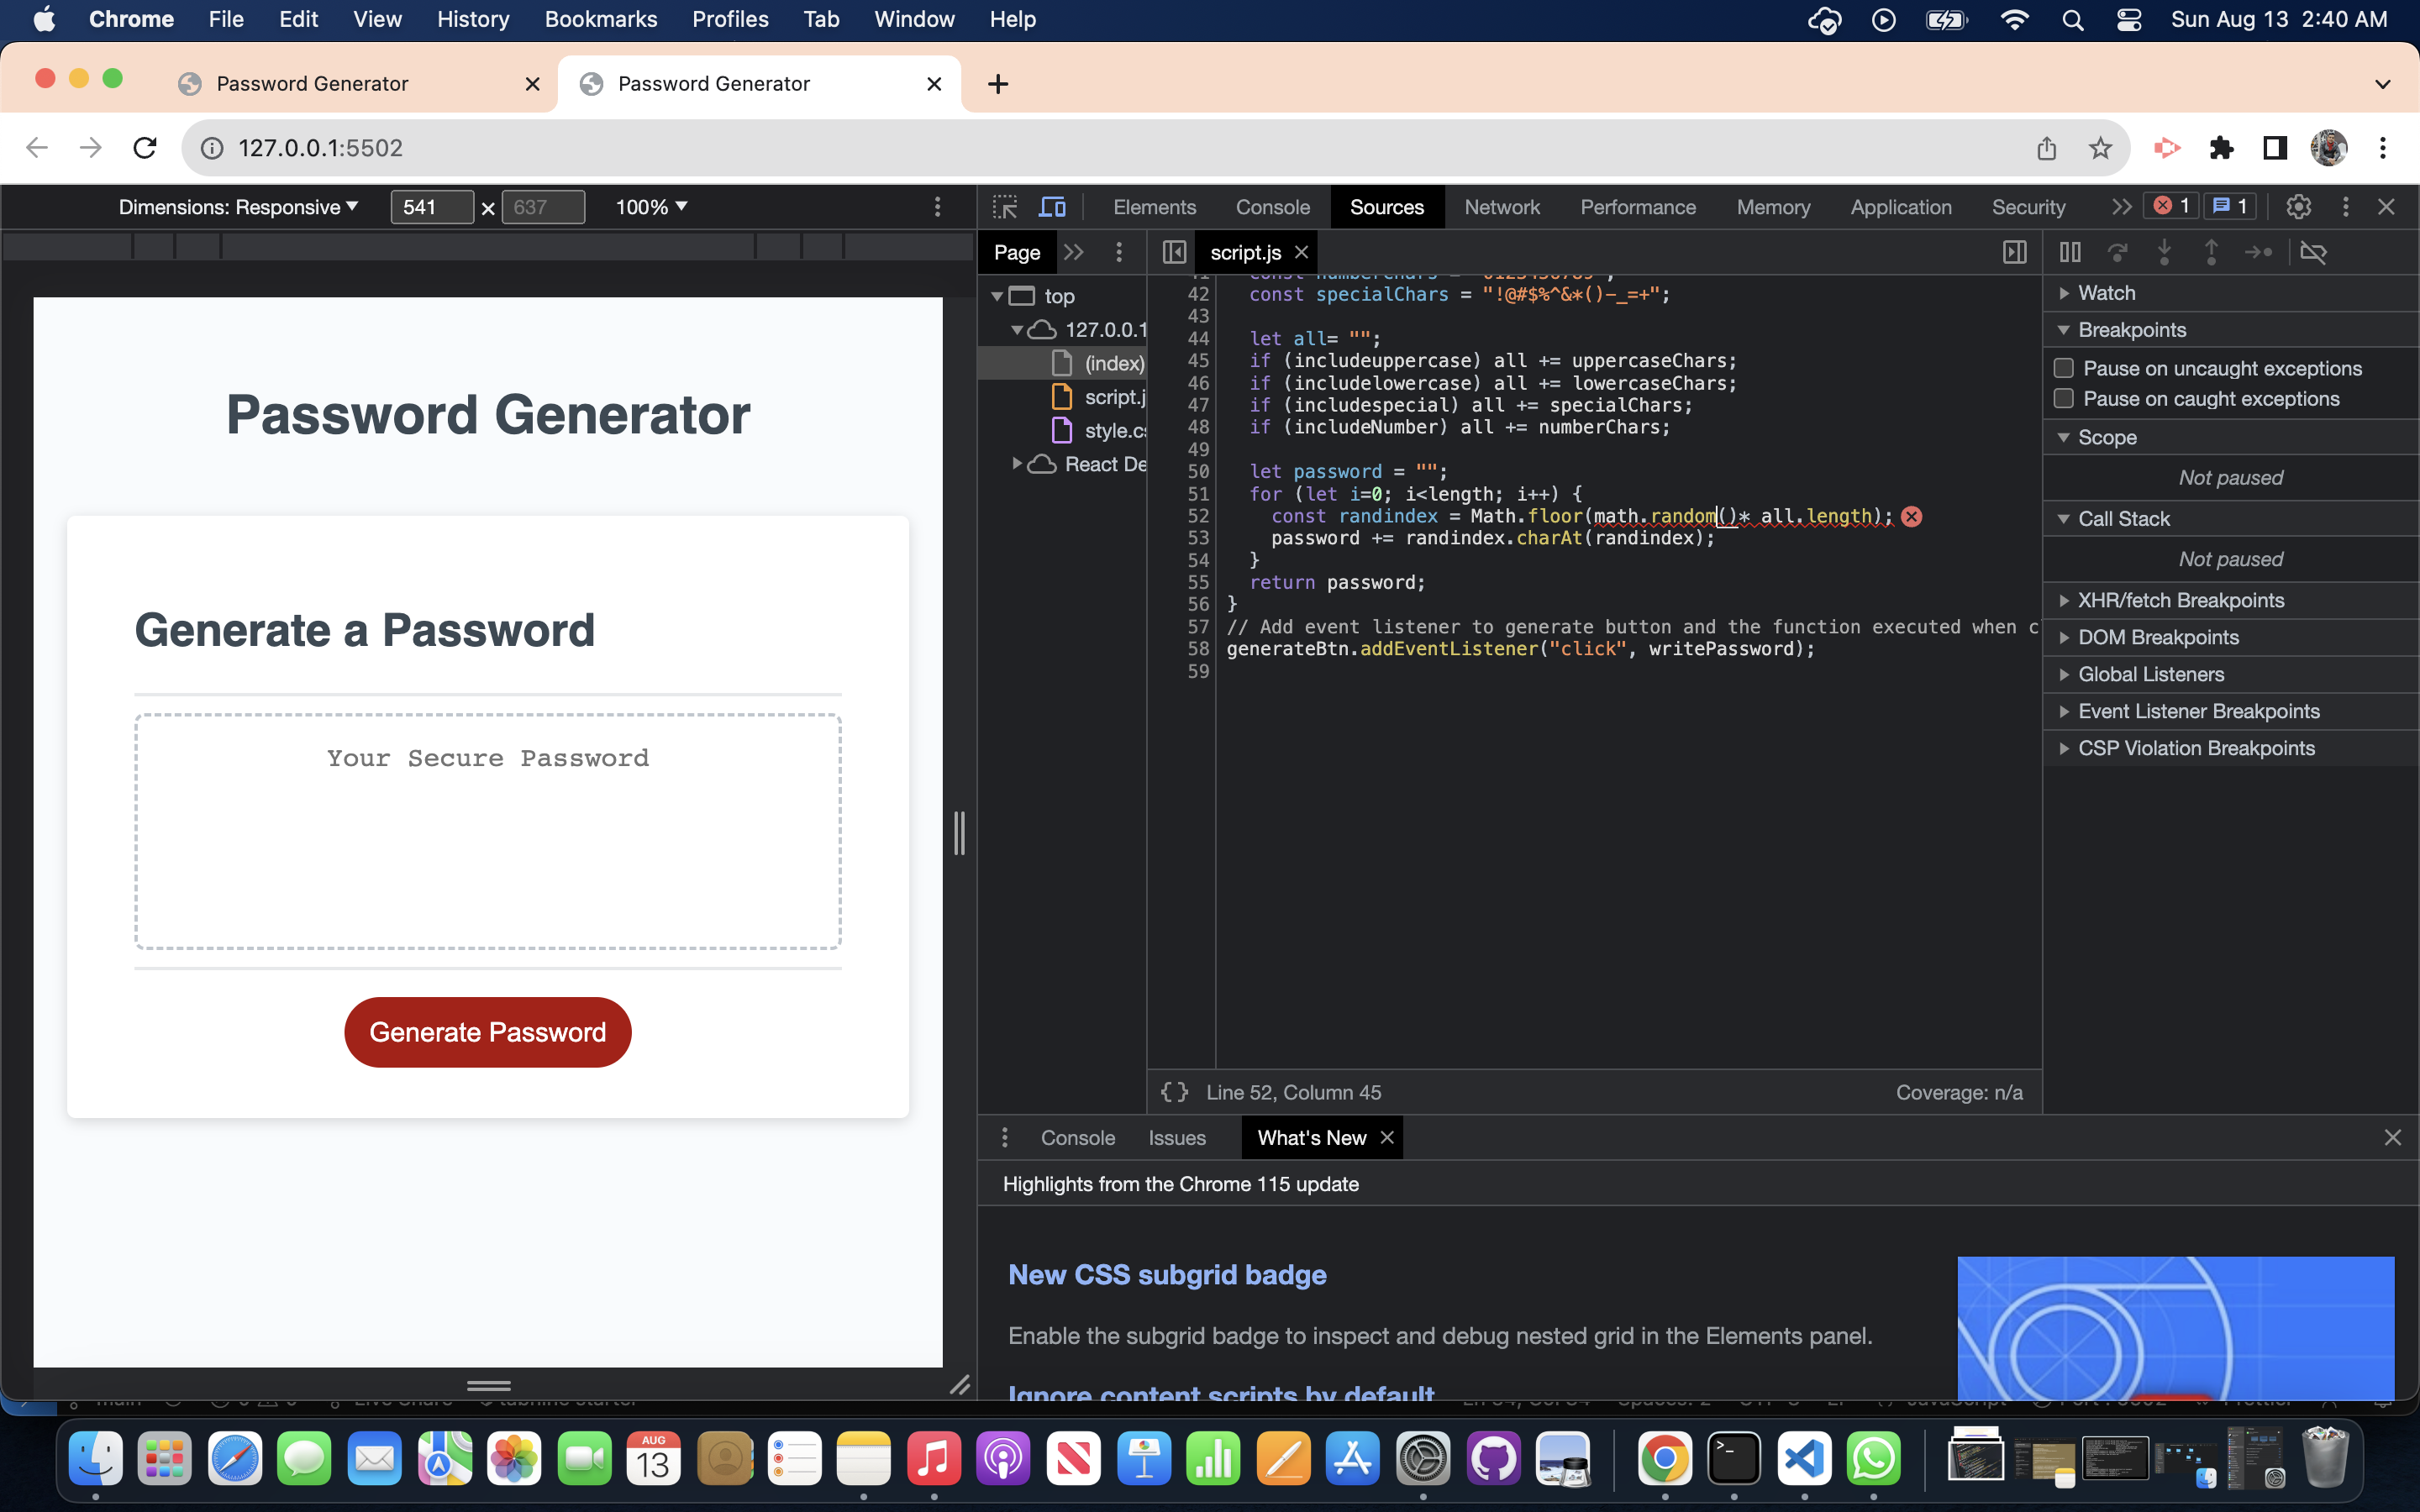 Chrome File Edit View History Bookmarks Profiles Tab Window Help Sun Aug 13 2:40 AM
Password Generator Password Generator
127.0.0.1:5502
Dimensions: Responsive 541 × 637 100% Elements Console Sources Network Performance Memory Application Security 1 1
Page script.js
42 const specialChars = "!@#$%^&*()-_=+";
43
44 let all= "";
45 if (includeuppercase) all += uppercaseChars;
46 if (includelowercase) all += lowercaseChars;
47 if (includespecial) all += specialChars;
48 if (includeNumber) all += numberChars;
49
50 let password = "";
51 for (let i=0; i<length; i++) {
52 const randindex = Math.floor(math.random()* all.length);
53 password += randindex.charAt(randindex);
54 }
55 return password;
56 }
57 // Add event listener to generate button and the function executed when c
58 generateBtn.addEventListener("click", writePassword);
59
top
127.0.0.1
(index)
script.j
style.cs
React De
Watch
Breakpoints
Pause on uncaught exceptions
Pause on caught exceptions
Scope
Not paused
Call Stack
Not paused
XHR/fetch Breakpoints
DOM Breakpoints
Global Listeners
Event Listener Breakpoints
CSP Violation Breakpoints
Password Generator
Generate a Password
Your Secure Password
Generate Password
{ } Line 52, Column 45 Coverage: n/a
Console Issues What's New
Highlights from the Chrome 115 update
New CSS subgrid badge
Enable the subgrid badge to inspect and debug nested grid in the Elements panel.
Ignore content scripts by default
AUG
13